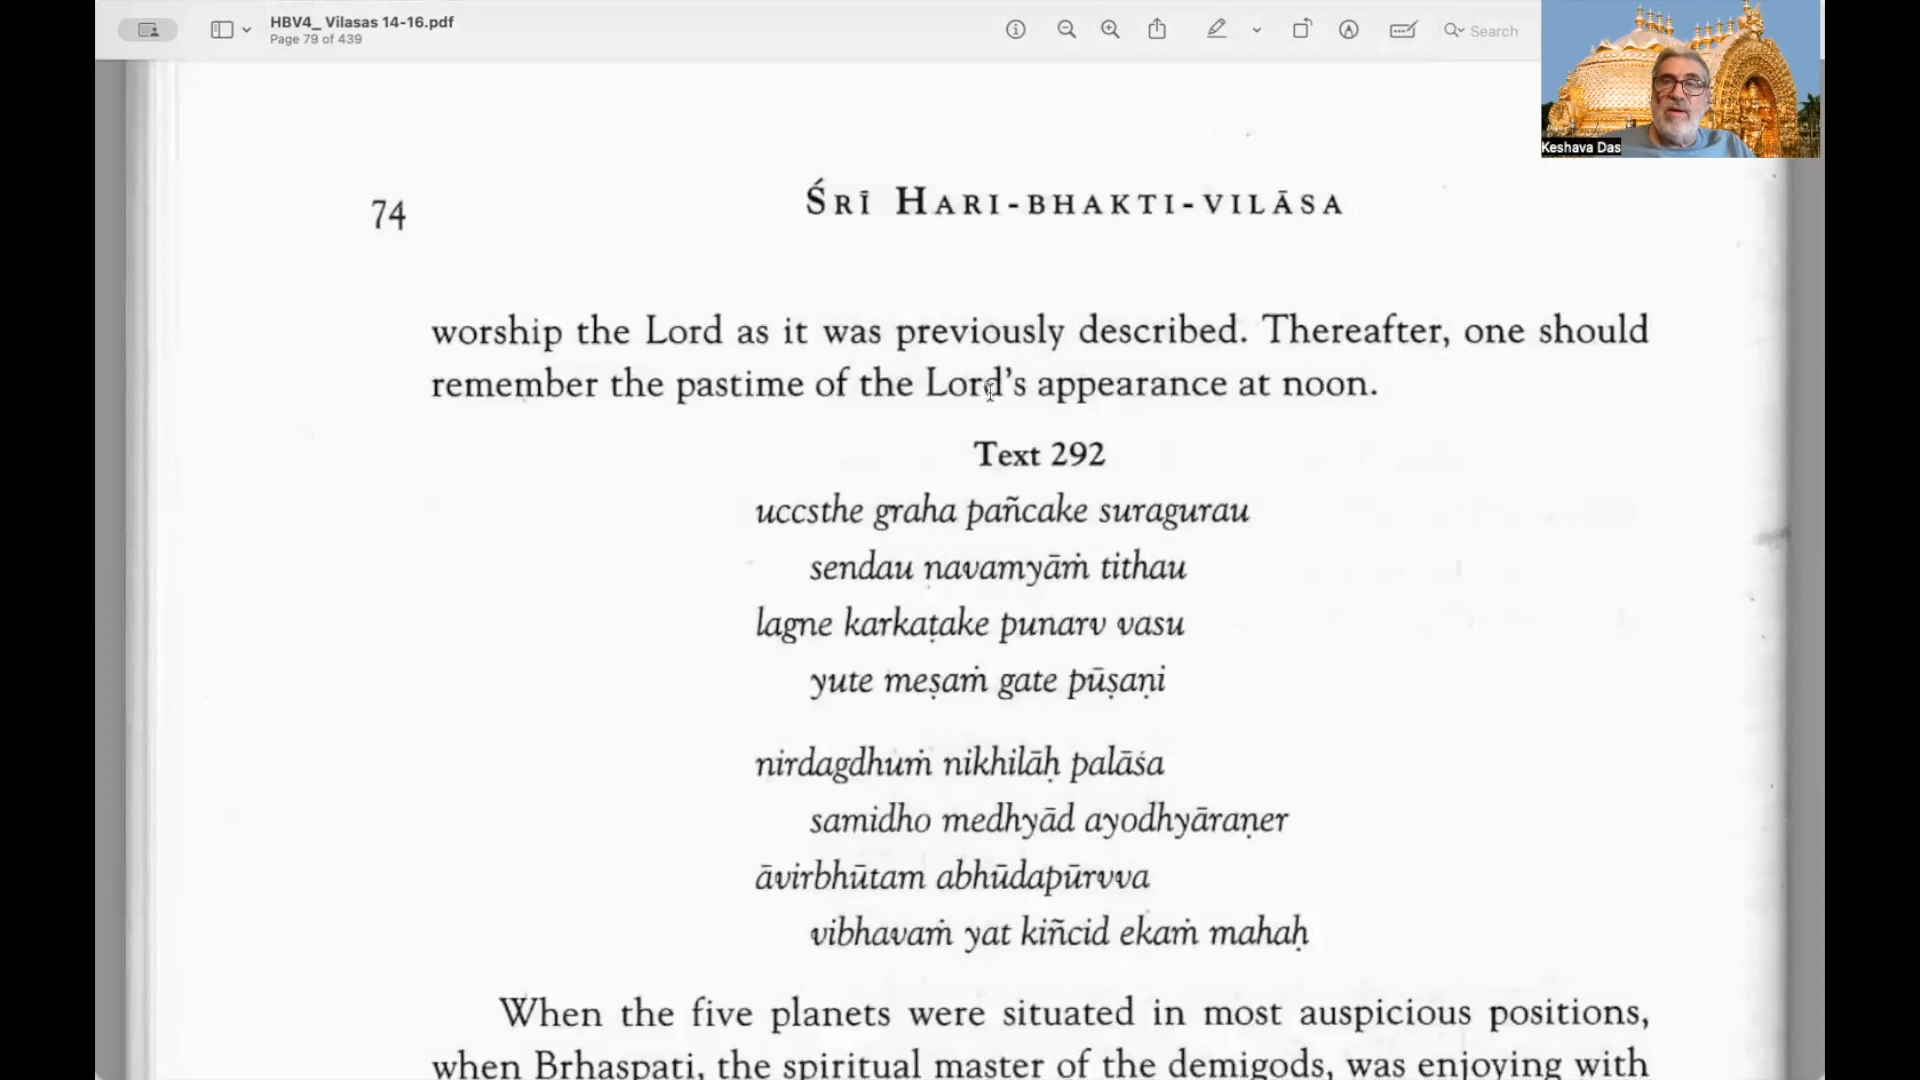 HBV4_ Vilasas 14-16.pdf
Page 79 of 439
Search
Keshava Das
74
ŚRĪ HARI-BHAKTI-VILĀSA
worship the Lord as it was previously described. Thereafter, one should
remember the pastime of the Lord's appearance at noon.
Text 292
uccsthe graha pañcake suragurau
sendau ṇavamyāṁ tithau
lagne karkaṭake punarv vasu
yute meṣaṁ gate pūṣaṇi
nirdagdhuṁ nikhilāḥ palāśa
samidho medhyād ayodhyāraṇer
āvirbhūtam abhūdapūrvva
vibhavaṁ yat kiñcid ekaṁ mahaḥ
When the five planets were situated in most auspicious positions,
when Bṛhaspati, the spiritual master of the demigods, was enjoying with